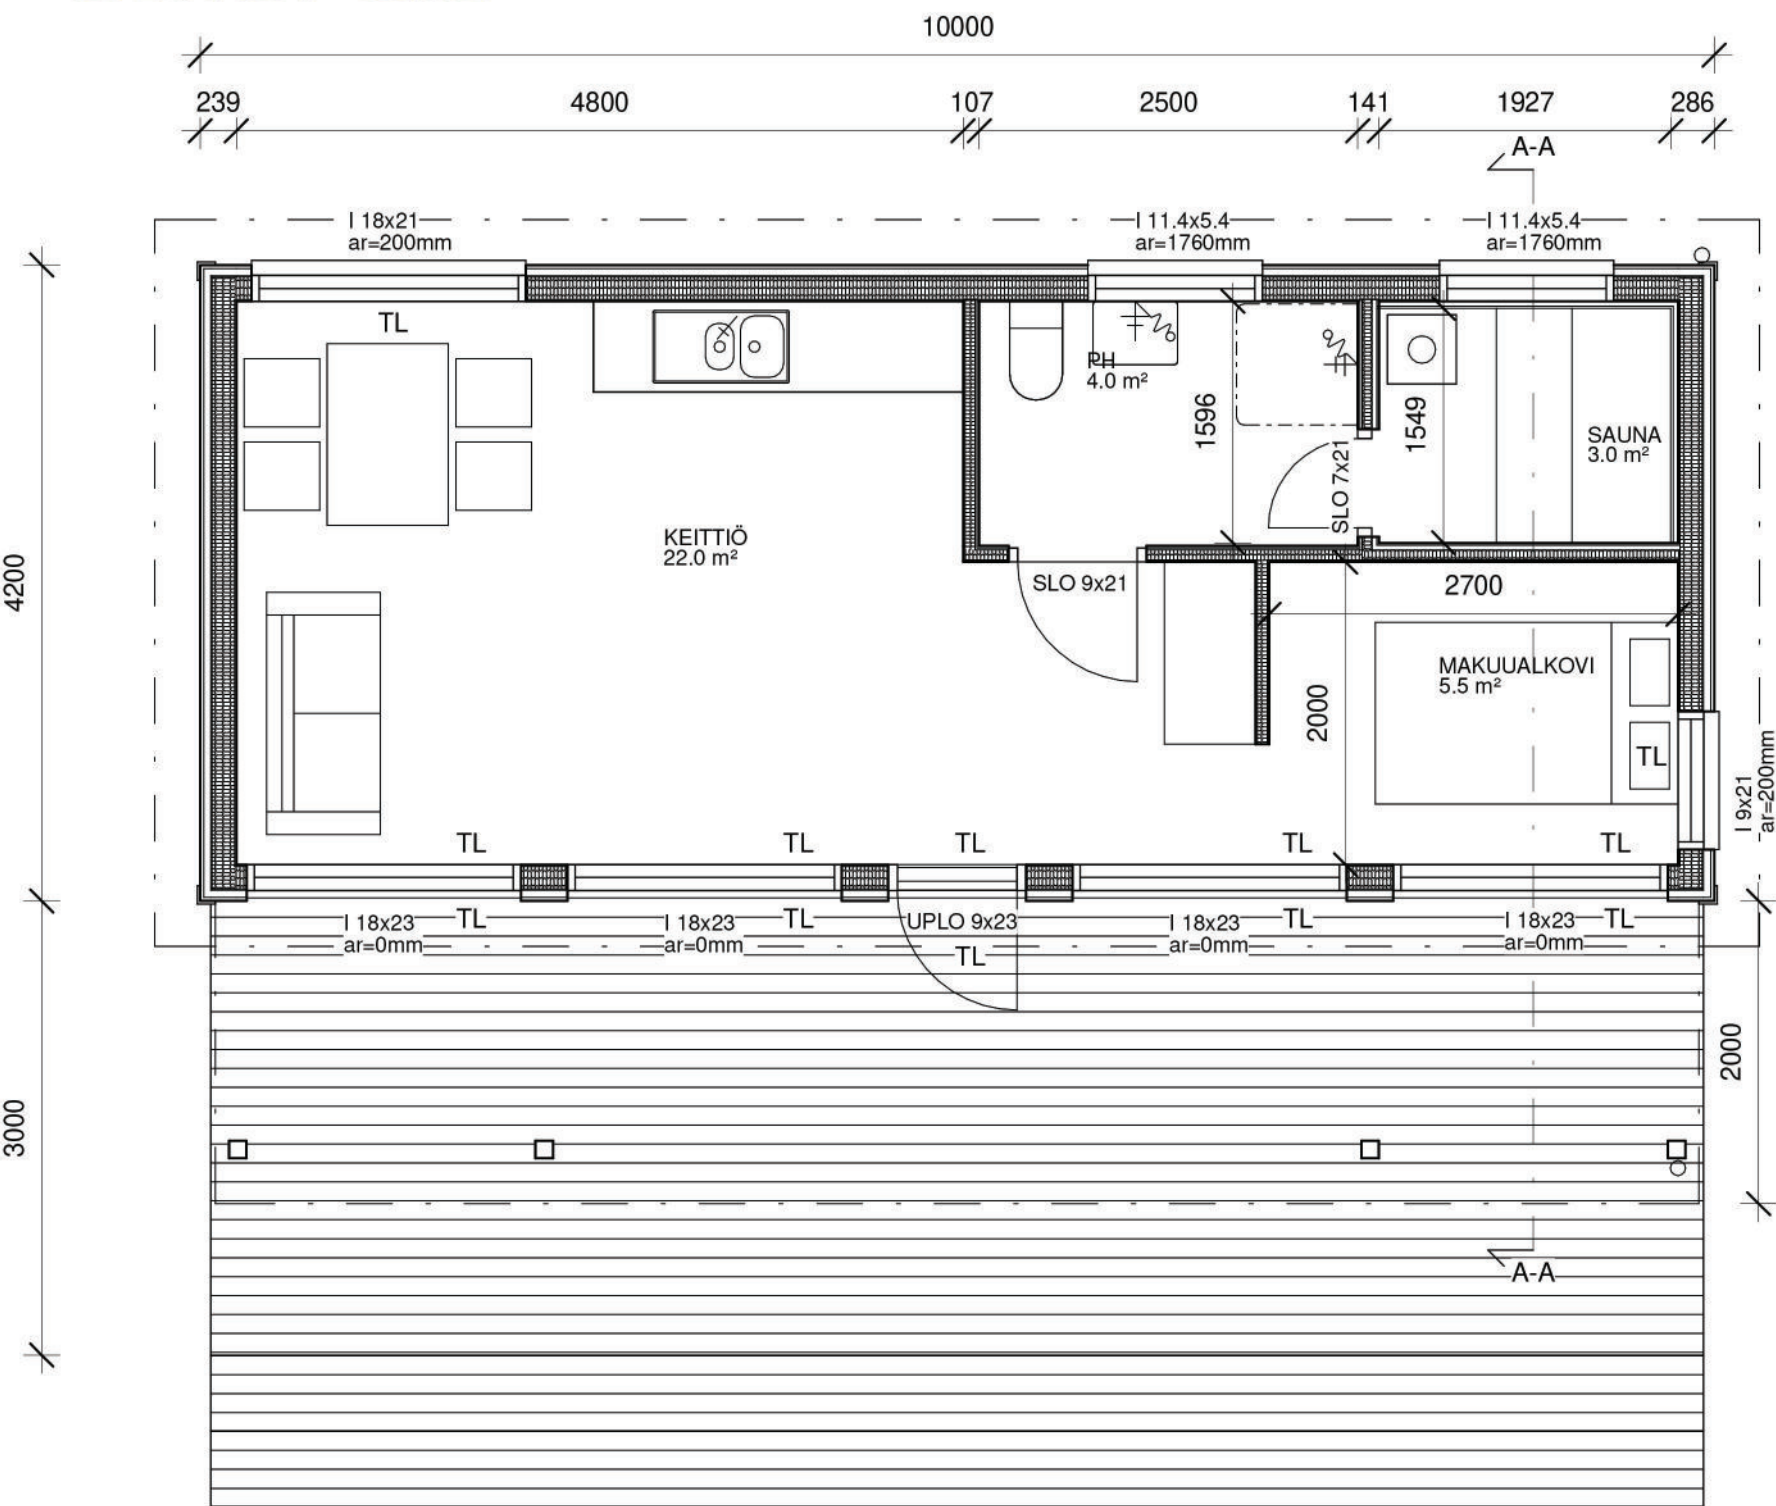 10000
239 4800 107 2500 141 1927 286
A-A
I 18x21 I 11.4x5.4 I 11.4x5.4
ar=200mm ar=1760mm ar=1760mm
TL
PH
4.0 m²
1596
SLO 7x21
1549
SAUNA
3.0 m²
KEITTIÖ
22.0 m²
4200
SLO 9x21
2700
MAKUUALKOVI
5.5 m²
2000
TL
I 9x21
ar=200mm
TL TL TL TL TL
I 18x23 TL I 18x23 TL UPLO 9x23 I 18x23 TL I 18x23 TL
ar=0mm ar=0mm TL ar=0mm ar=0mm
2000
3000
A-A